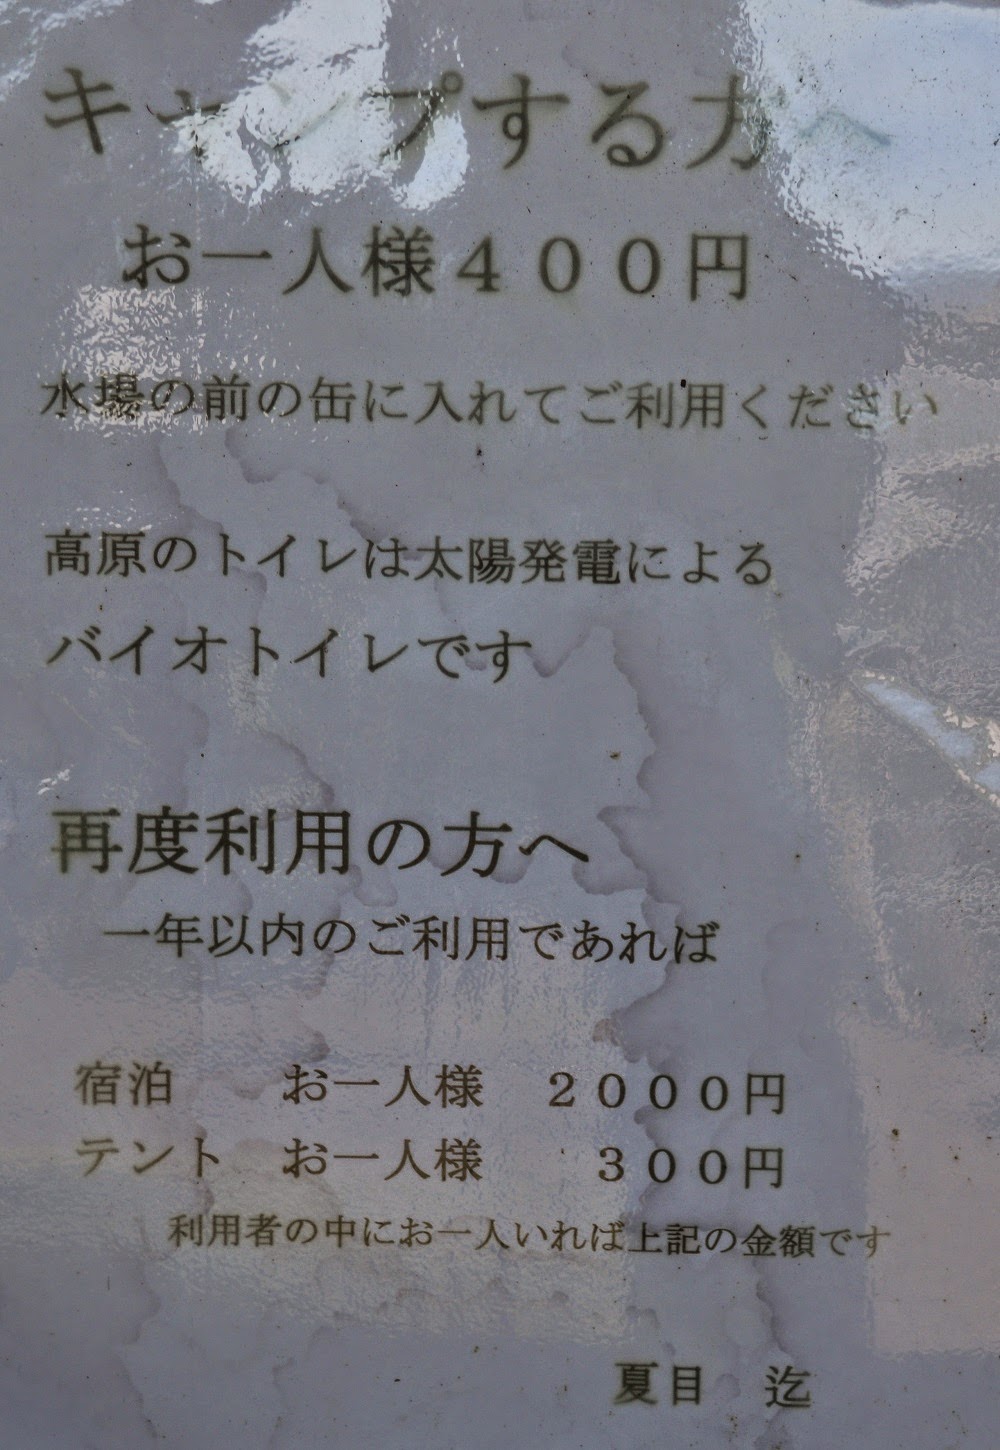 キャンプする方へ
お一人様４００円
水場の前の缶に入れてご利用ください
高原のトイレは太陽発電による
バイオトイレです
再度利用の方へ
一年以内のご利用であれば
宿泊　　お一人様　２０００円
テント　お一人様　　３００円
利用者の中にお一人いれば上記の金額です
夏目　迄